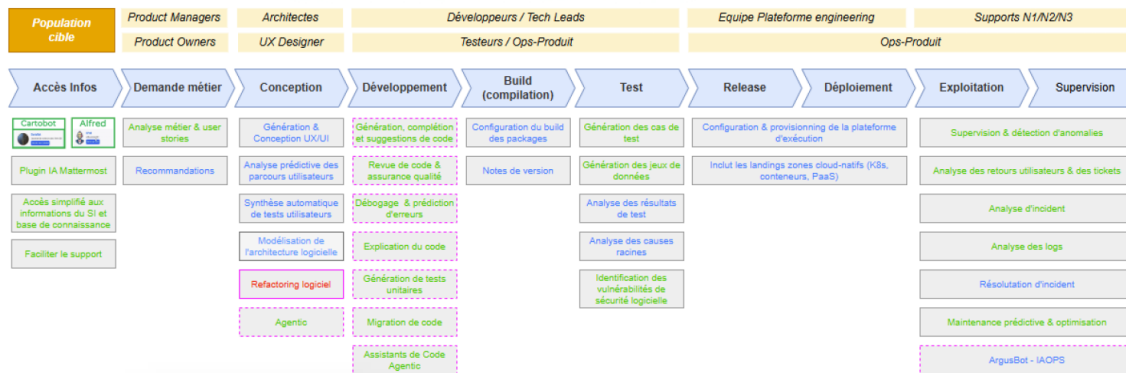 Population
cible
Product Managers
Product Owners
Architectes
UX Designer
Développeurs / Tech Leads
Testeurs / Ops-Produit
Equipe Plateforme engineering
Supports N1/N2/N3
Ops-Produit
Accès Infos
Demande métier
Conception
Développement
Build
(compilation)
Test
Release
Déploiement
Exploitation
Supervision
Cartobot
Alfred
Plugin IA Mattermost
Accès simplifié aux
informations du SI et
base de connaissance
Faciliter le support
Analyse métier & user
stories
Recommandations
Génération &
Conception UX/UI
Analyse prédictive des
parcours utilisateurs
Synthèse automatique
de tests utilisateurs
Modélisation de
l'architecture logicielle
Refactoring logiciel
Agentic
Génération, complétion
et suggestions de code
Revue de code &
assurance qualité
Débogage & prédiction
d'erreurs
Explication du code
Génération de tests
unitaires
Migration de code
Assistants de Code
Agentic
Configuration du build
des packages
Notes de version
Génération des cas de
test
Génération des jeux de
données
Analyse des résultats
de test
Analyse des causes
racines
Identification des
vulnérabilités de
sécurité logicielle
Configuration & provisionning de la plateforme
d'exécution
Inclut les landings zones cloud-natifs (K8s,
conteneurs, PaaS)
Supervision & détection d'anomalies
Analyse des retours utilisateurs & des tickets
Analyse d'incident
Analyse des logs
Résolutation d'incident
Maintenance prédictive & optimisation
ArgusBot - IAOPS